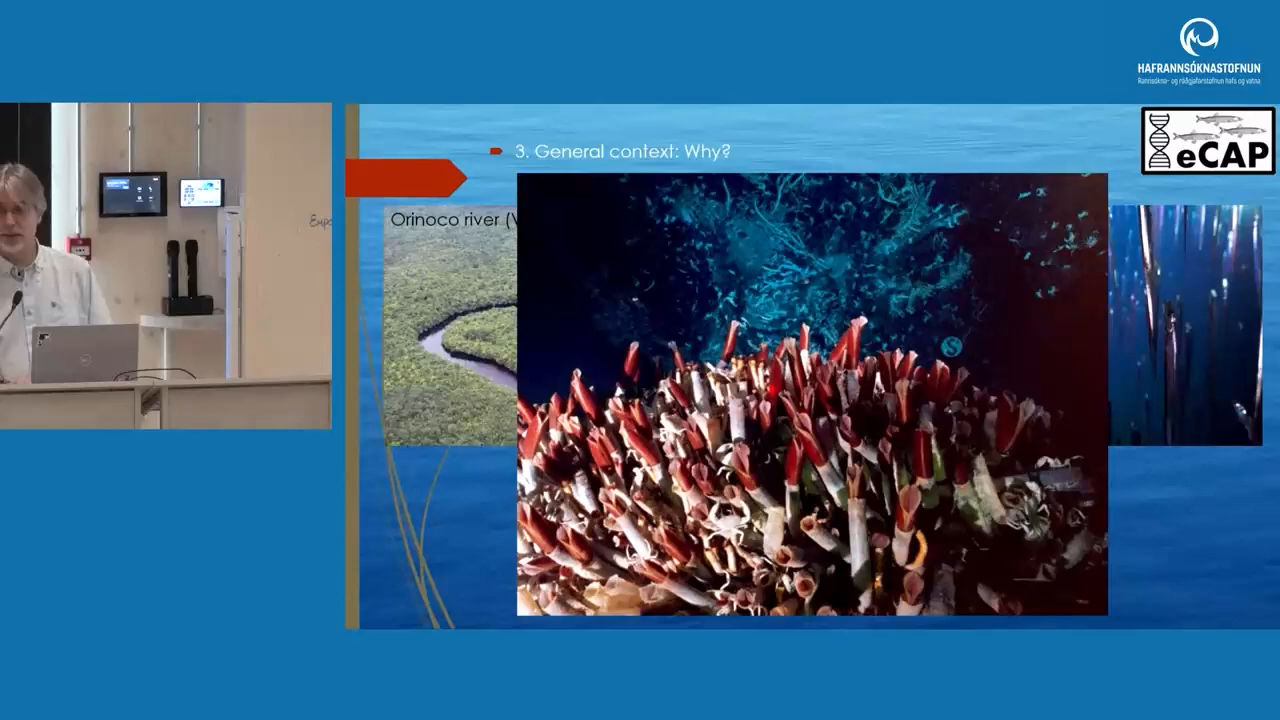 HAFRANNSÓKNASTOFNUN
Rannsókna- og ráðgjafarstofnun hafs og vatna
eCAP
3. General context: Why?
Orinoco river (V